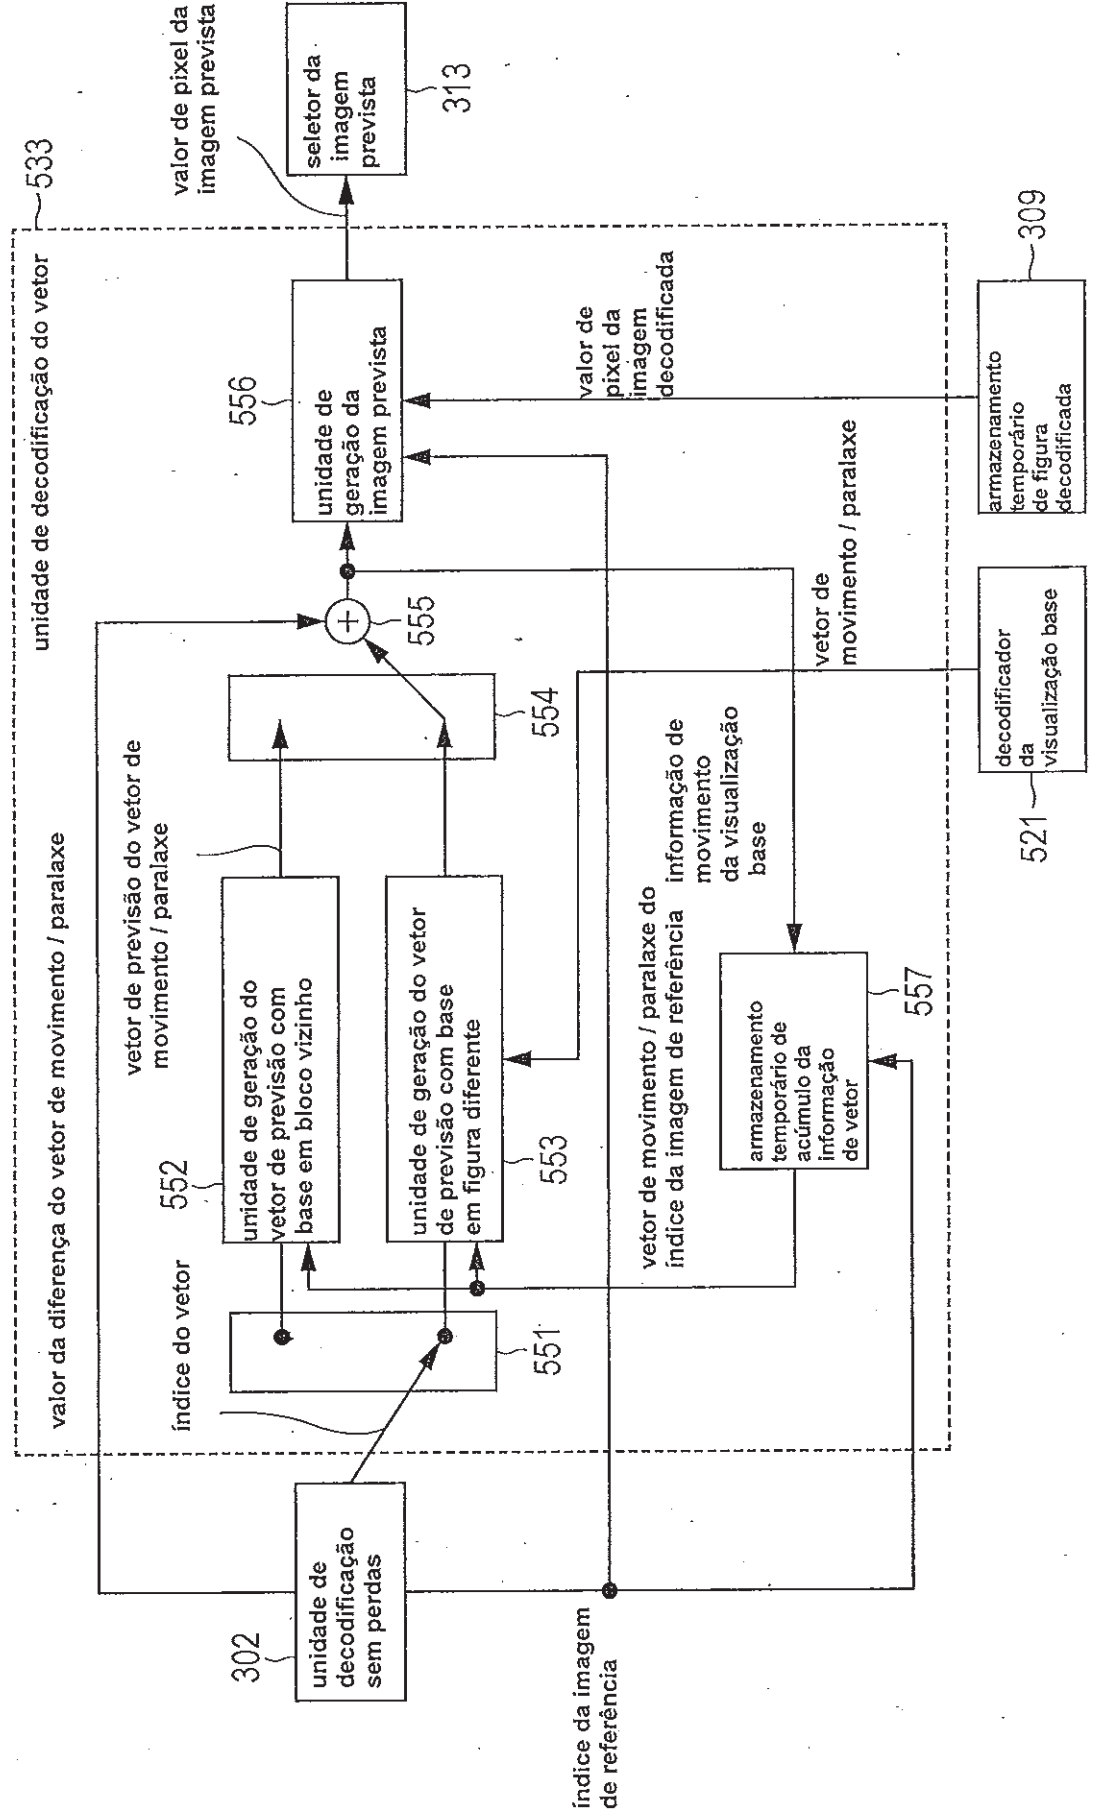 533
unidade de decodificação do vetor
valor da diferença do vetor de movimento / paralaxe
302
unidade de
decodificação
sem perdas
índice do vetor
551
552
unidade de geração do
vetor de previsão com
base em bloco vizinho
vetor de previsão do vetor de
movimento / paralaxe
unidade de geração do vetor
de previsão com base
em figura diferente
553
554
+
555
556
unidade de
geração da
imagem prevista
valor de pixel da
imagem prevista
seletor da
imagem
prevista
313
valor de
pixel da
imagem
decodificada
vetor de movimento / paralaxe do
índice da imagem de referência
informação de
movimento
da visualização
base
vetor de
movimento / paralaxe
armazenamento
temporário de
acúmulo da
informação
de vetor
557
índice da imagem
de referência
521
decodificador
da
visualização base
armazenamento
temporário
de figura
decodificada
309